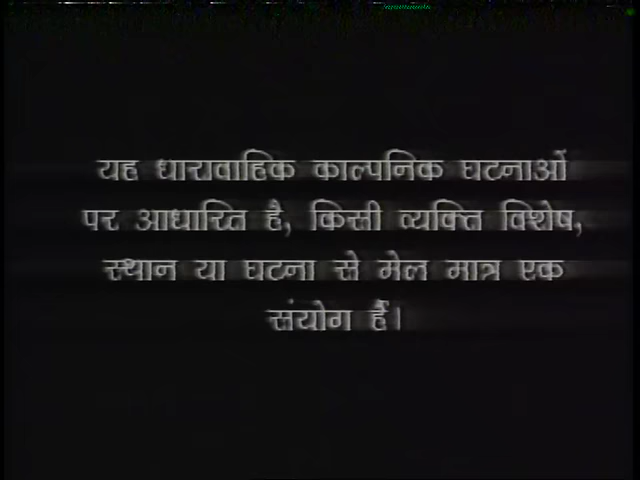 यह धारावाहिक काल्पनिक घटनाओं
पर आधारित है, किसी व्यक्ति विशेष,
स्थान या घटना से मेल मात्र एक
संयोग हैं।